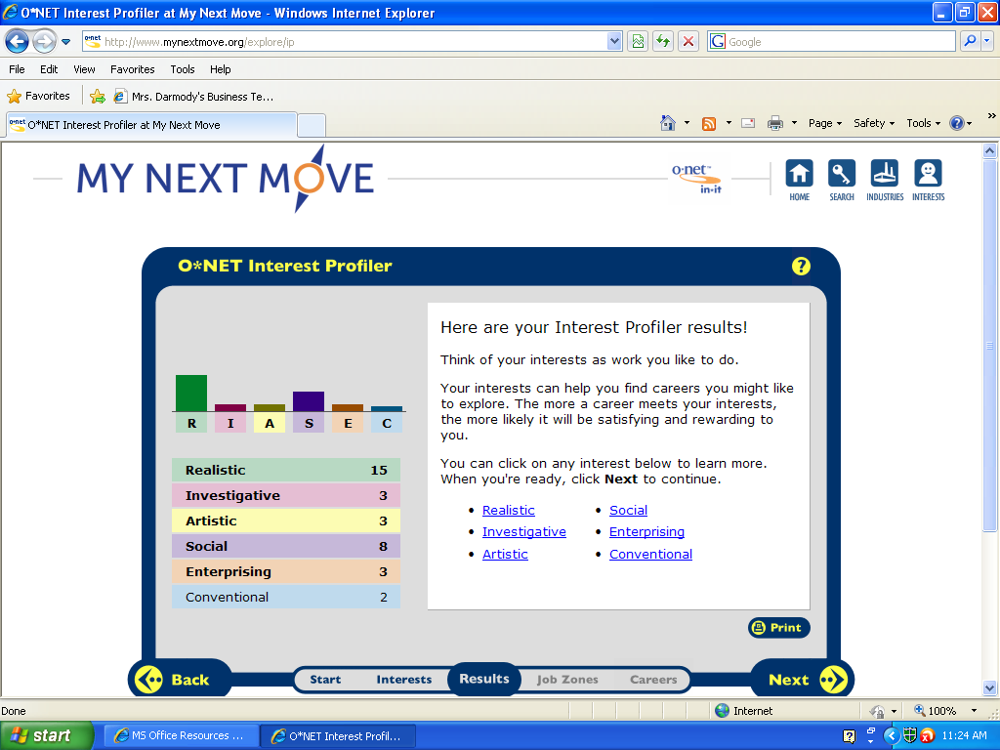 O*NET Interest Profiler at My Next Move - Windows Internet Explorer
o·net http://www.mynextmove.org/explore/ip
G Google
File Edit View Favorites Tools Help
Favorites Mrs. Darmody's Business Te...
o·net O*NET Interest Profiler at My Next Move
Page Safety Tools ? »
MY NEXT MOVE
o·net™
in-it
HOME SEARCH INDUSTRIES INTERESTS
O*NET Interest Profiler ?
R I A S E C
Realistic 15
Investigative 3
Artistic 3
Social 8
Enterprising 3
Conventional 2
Here are your Interest Profiler results!
Think of your interests as work you like to do.
Your interests can help you find careers you might like
to explore. The more a career meets your interests,
the more likely it will be satisfying and rewarding to
you.
You can click on any interest below to learn more.
When you're ready, click Next to continue.
• Realistic • Social
• Investigative • Enterprising
• Artistic • Conventional
Print
Back Start Interests Results Job Zones Careers Next
Done Internet 100%
start MS Office Resources ... O*NET Interest Profil... ? 11:24 AM